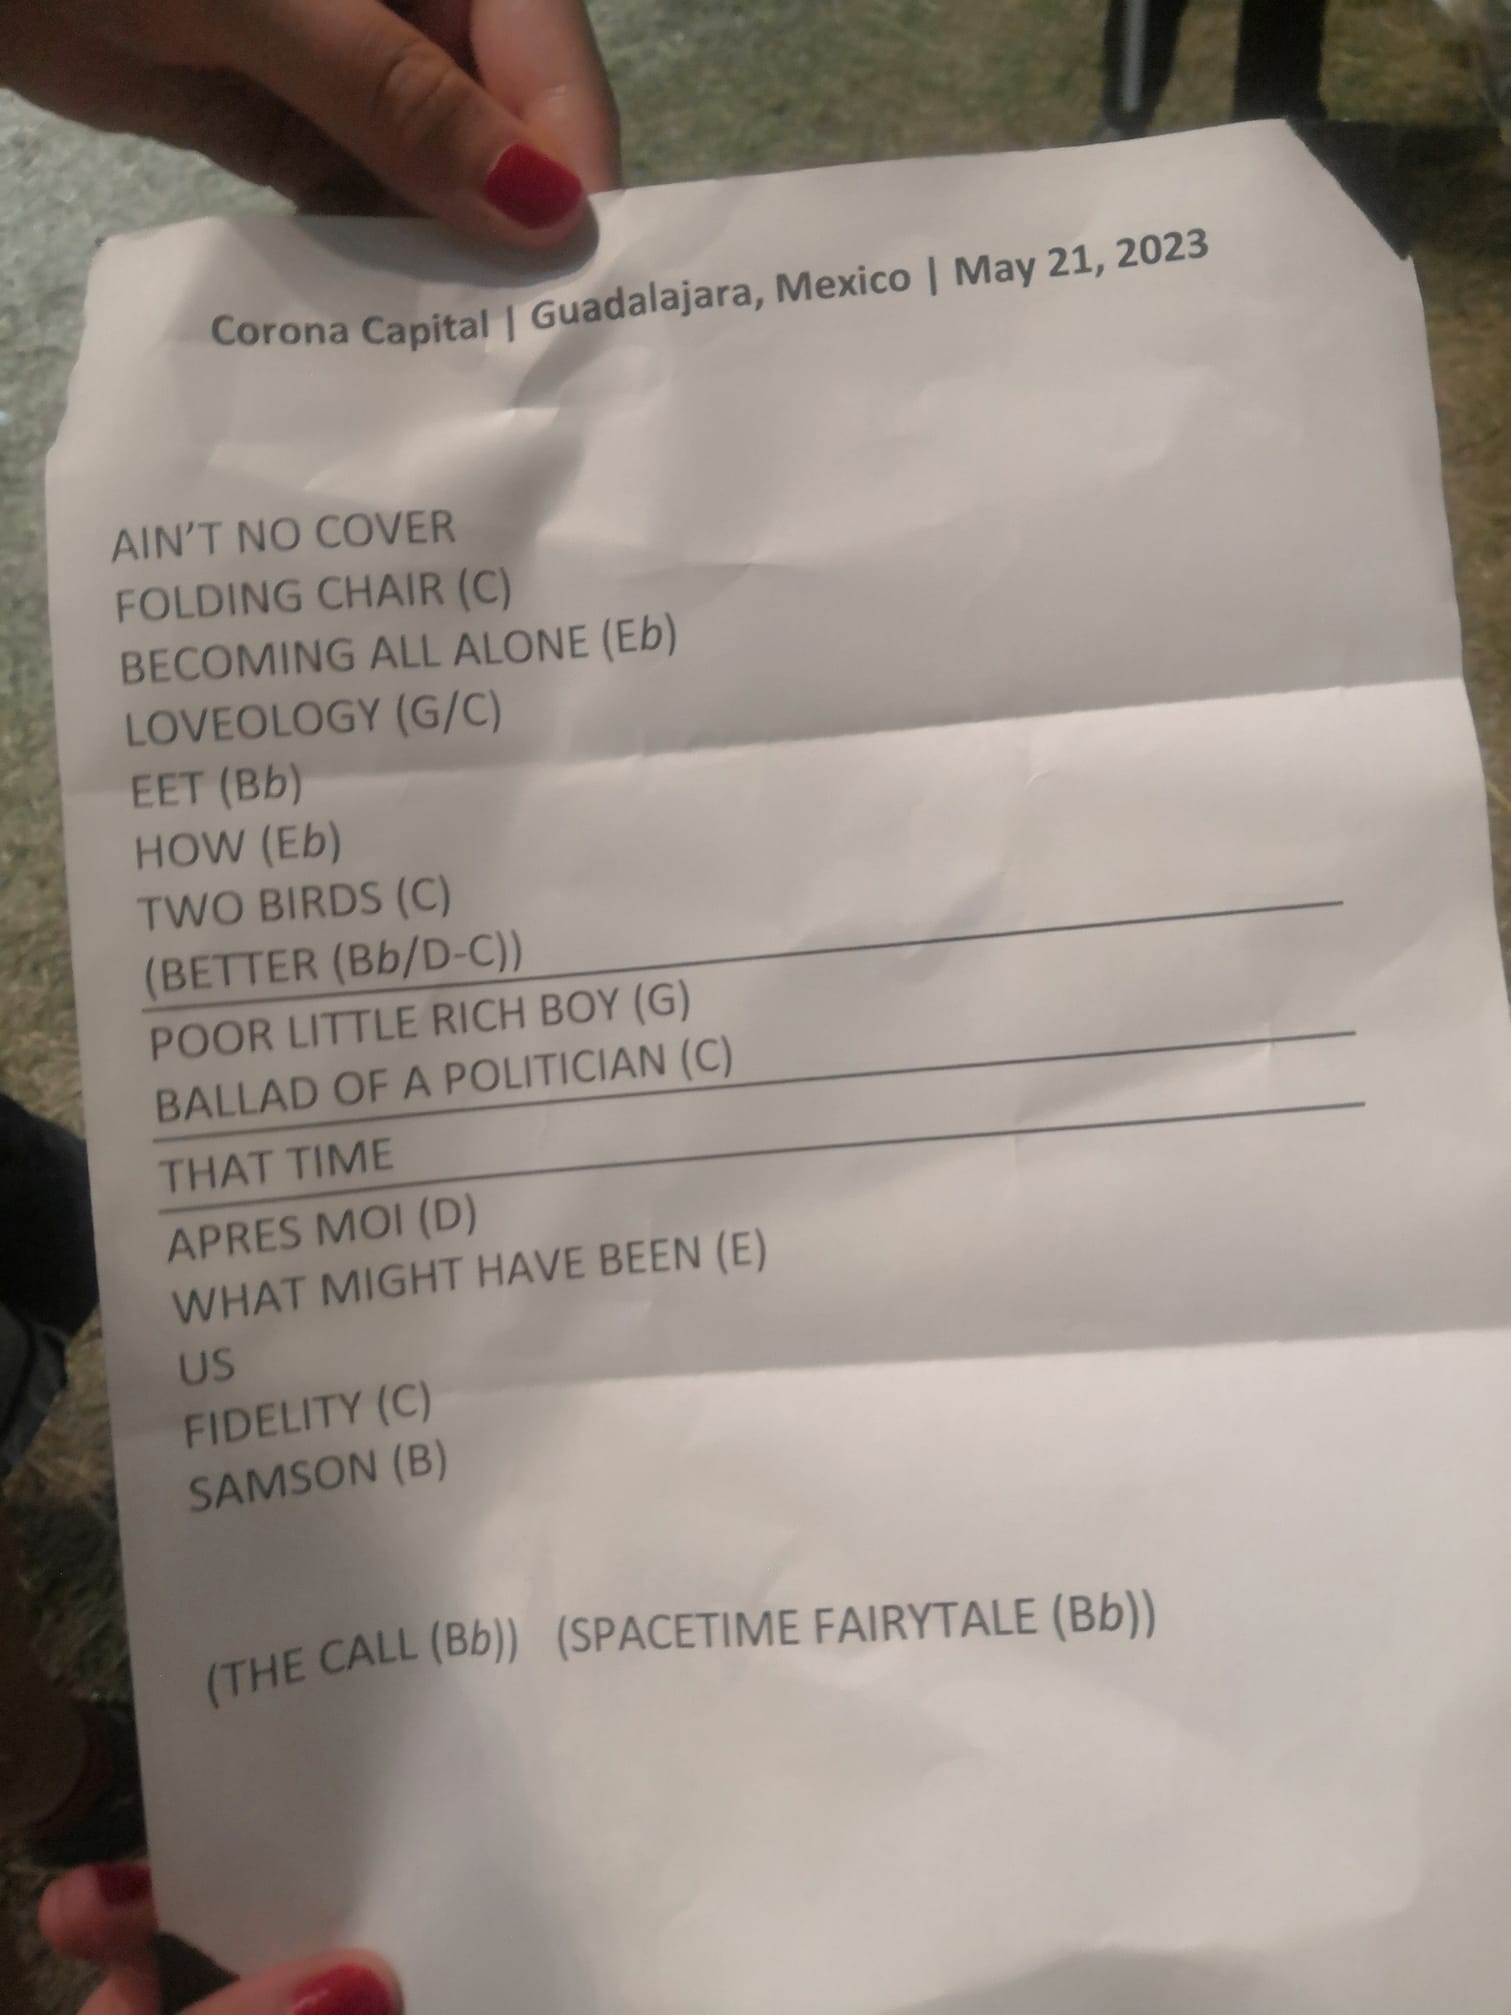 Corona Capital | Guadalajara, Mexico | May 21, 2023
AIN'T NO COVER
FOLDING CHAIR (C)
BECOMING ALL ALONE (Eb)
LOVEOLOGY (G/C)
EET (Bb)
HOW (Eb)
TWO BIRDS (C)
(BETTER (Bb/D-C))
POOR LITTLE RICH BOY (G)
BALLAD OF A POLITICIAN (C)
THAT TIME
APRES MOI (D)
WHAT MIGHT HAVE BEEN (E)
US
FIDELITY (C)
SAMSON (B)
(THE CALL (Bb)) (SPACETIME FAIRYTALE (Bb))